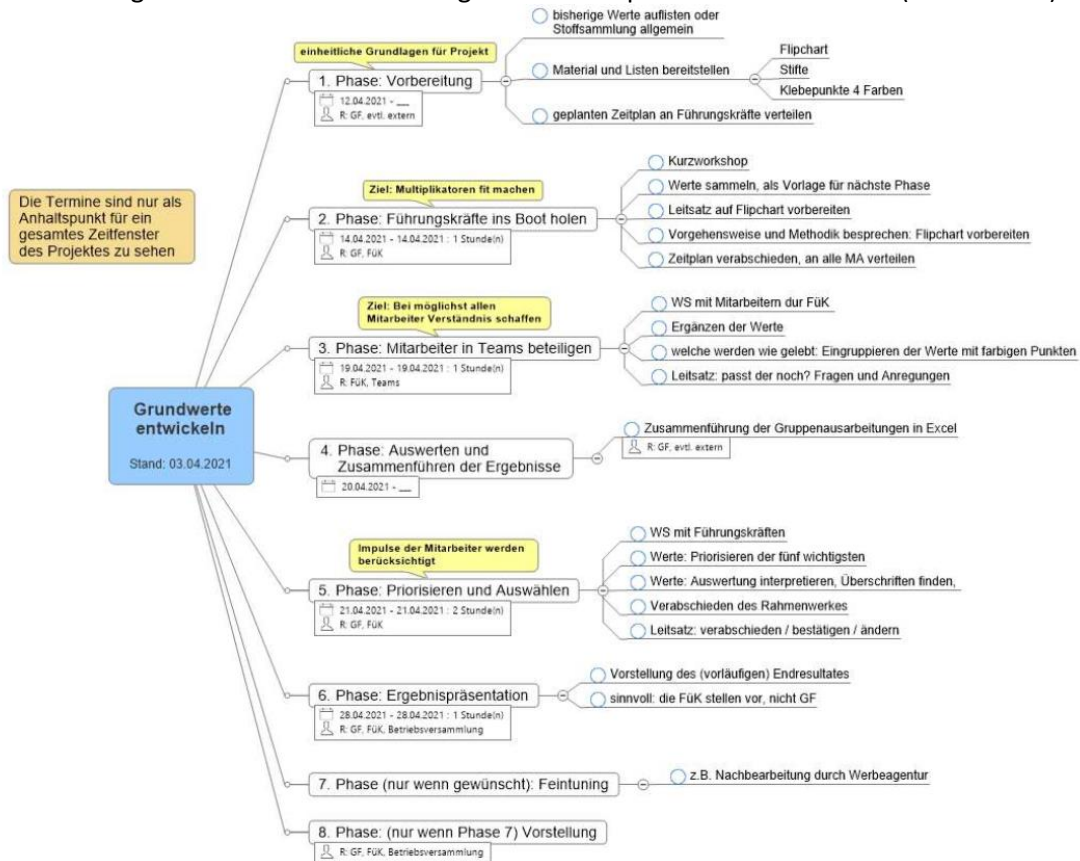 bisherige Werte auflisten oder
Stoffsammlung allgemein
einheitliche Grundlagen für Projekt
1. Phase: Vorbereitung
12.04.2021 - __
R: GF, evtl. extern
Material und Listen bereitstellen
Flipchart
Stifte
Klebepunkte 4 Farben
geplanten Zeitplan an Führungskräfte verteilen
Die Termine sind nur als
Anhaltspunkt für ein
gesamtes Zeitfenster
des Projektes zu sehen
Ziel: Multiplikatoren fit machen
2. Phase: Führungskräfte ins Boot holen
14.04.2021 - 14.04.2021 : 1 Stunde(n)
R: GF, FüK
Kurzworkshop
Werte sammeln, als Vorlage für nächste Phase
Leitsatz auf Flipchart vorbereiten
Vorgehensweise und Methodik besprechen: Flipchart vorbereiten
Zeitplan verabschieden, an alle MA verteilen
Ziel: Bei möglichst allen
Mitarbeiter Verständnis schaffen
3. Phase: Mitarbeiter in Teams beteiligen
19.04.2021 - 19.04.2021 : 1 Stunde(n)
R: FüK, Teams
WS mit Mitarbeitern dur FüK
Ergänzen der Werte
welche werden wie gelebt: Eingruppieren der Werte mit farbigen Punkten
Leitsatz: passt der noch? Fragen und Anregungen
Grundwerte
entwickeln
Stand: 03.04.2021
4. Phase: Auswerten und
Zusammenführen der Ergebnisse
20.04.2021 - __
Zusammenführung der Gruppenausarbeitungen in Excel
R: GF, evtl. extern
Impulse der Mitarbeiter werden
berücksichtigt
5. Phase: Priorisieren und Auswählen
21.04.2021 - 21.04.2021 : 2 Stunde(n)
R: GF, FüK
WS mit Führungskräften
Werte: Priorisieren der fünf wichtigsten
Werte: Auswertung interpretieren, Überschriften finden,
Verabschieden des Rahmenwerkes
Leitsatz: verabschieden / bestätigen / ändern
6. Phase: Ergebnispräsentation
28.04.2021 - 28.04.2021 : 1 Stunde(n)
R: GF, FüK, Betriebsversammlung
Vorstellung des (vorläufigen) Endresultates
sinnvoll: die FüK stellen vor, nicht GF
7. Phase (nur wenn gewünscht): Feintuning
z.B. Nachbearbeitung durch Werbeagentur
8. Phase: (nur wenn Phase 7) Vorstellung
R: GF, FüK, Betriebsversammlung